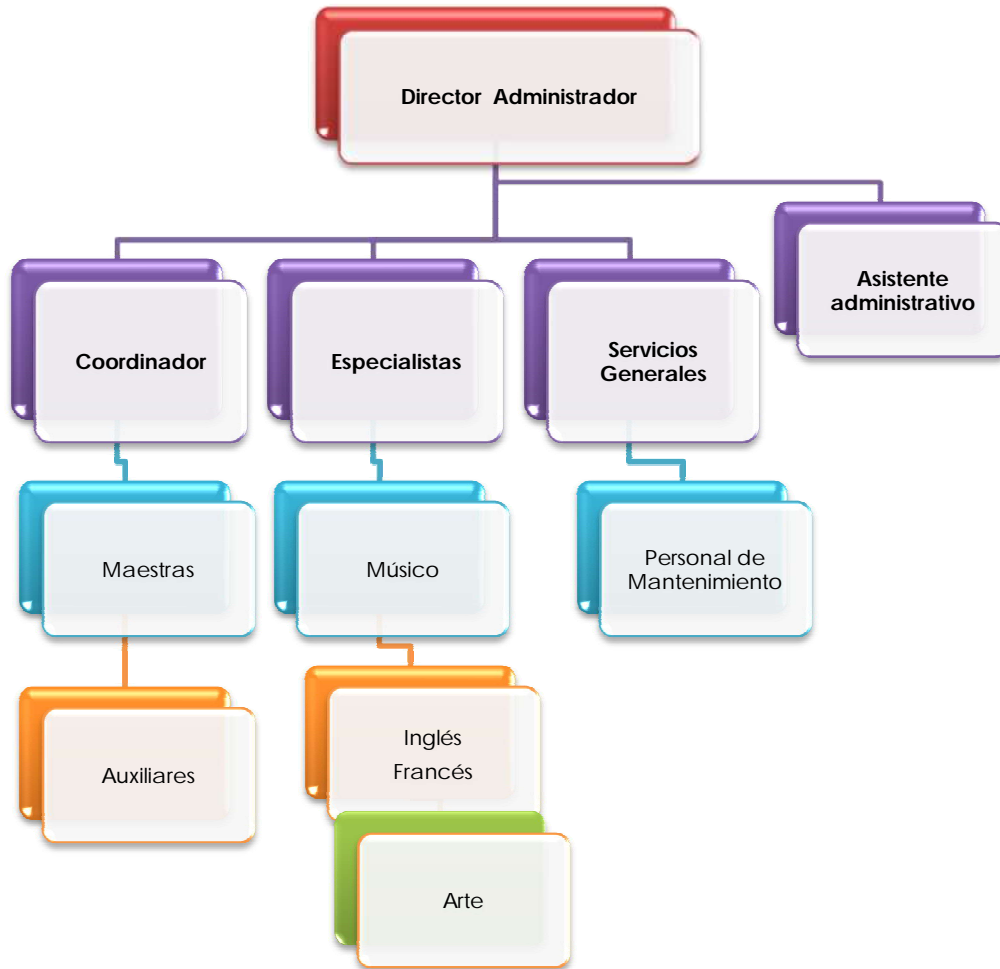 Director Administrador
Asistente
administrativo
Coordinador
Especialistas
Servicios
Generales
Maestras
Músico
Personal de
Mantenimiento
Auxiliares
Inglés
Francés
Arte